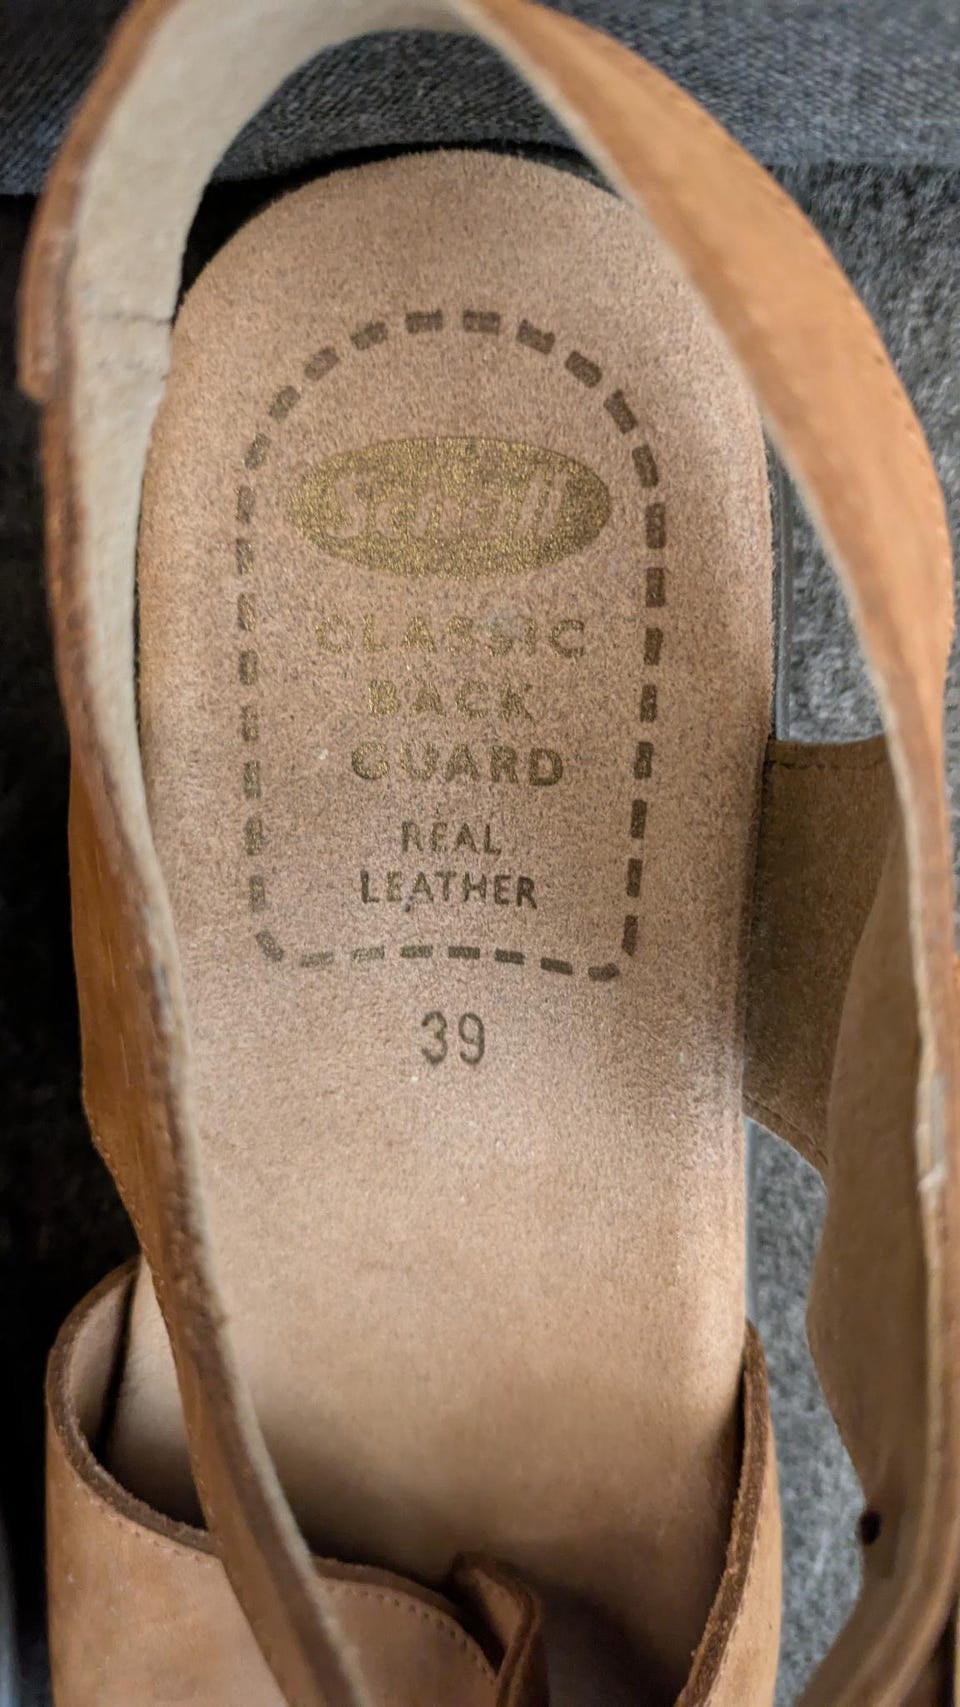 Scholl
CLASSIC
BACK
GUARD
REAL
LEATHER
39